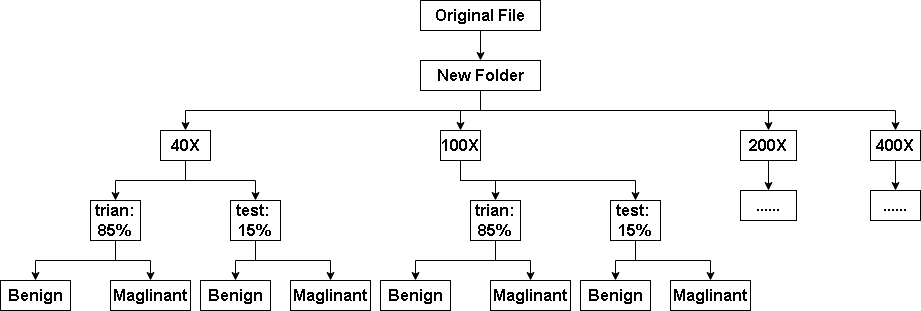 Original File
New Folder
40X
100X
200X
400X
trian:
85%
test:
15%
trian:
85%
test:
15%
......
......
Benign
Maglinant
Benign
Maglinant
Benign
Maglinant
Benign
Maglinant